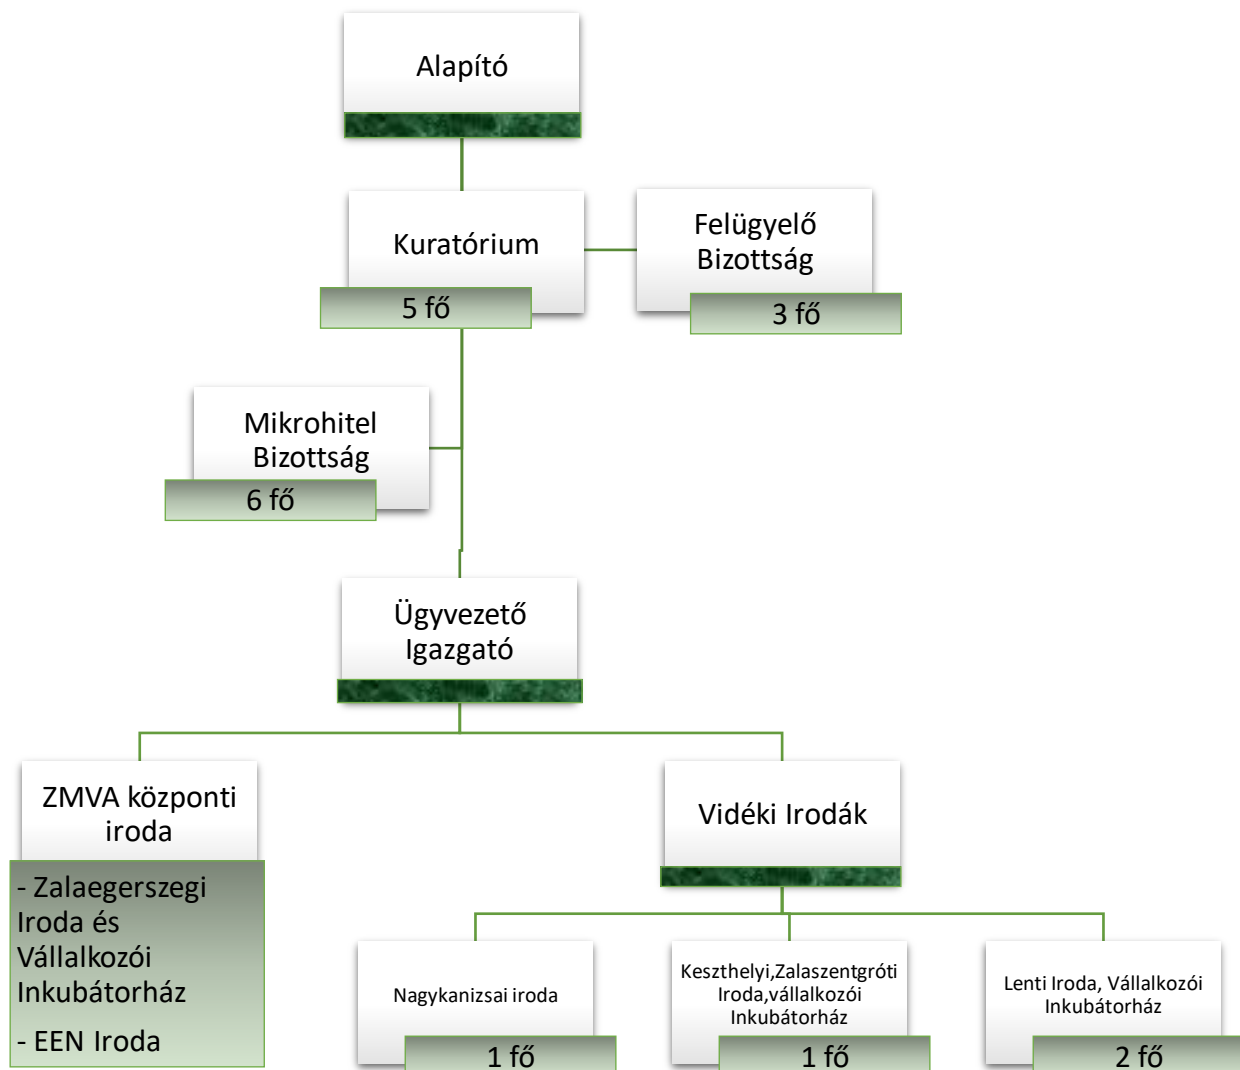 Alapító
Kuratórium
5 fő
Felügyelő
Bizottság
3 fő
Mikrohitel
Bizottság
6 fő
Ügyvezető
Igazgató
ZMVA központi
iroda
- Zalaegerszegi
Iroda és
Vállalkozói
Inkubátorház
- EEN Iroda
Vidéki Irodák
Nagykanizsai iroda
1 fő
Keszthelyi,Zalaszentgróti
Iroda,vállalkozói
Inkubátorház
1 fő
Lenti Iroda, Vállalkozói
Inkubátorház
2 fő